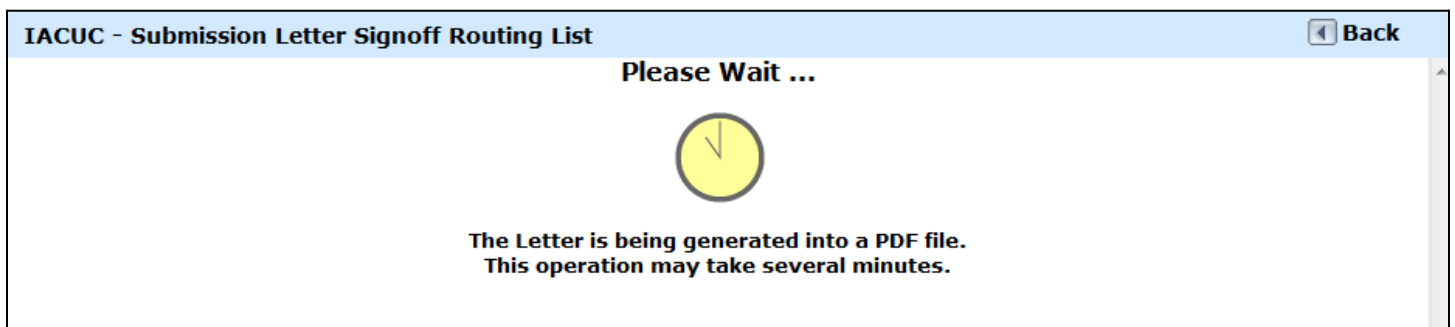 IACUC - Submission Letter Signoff Routing List
Back
Please Wait ...
The Letter is being generated into a PDF file.
This operation may take several minutes.